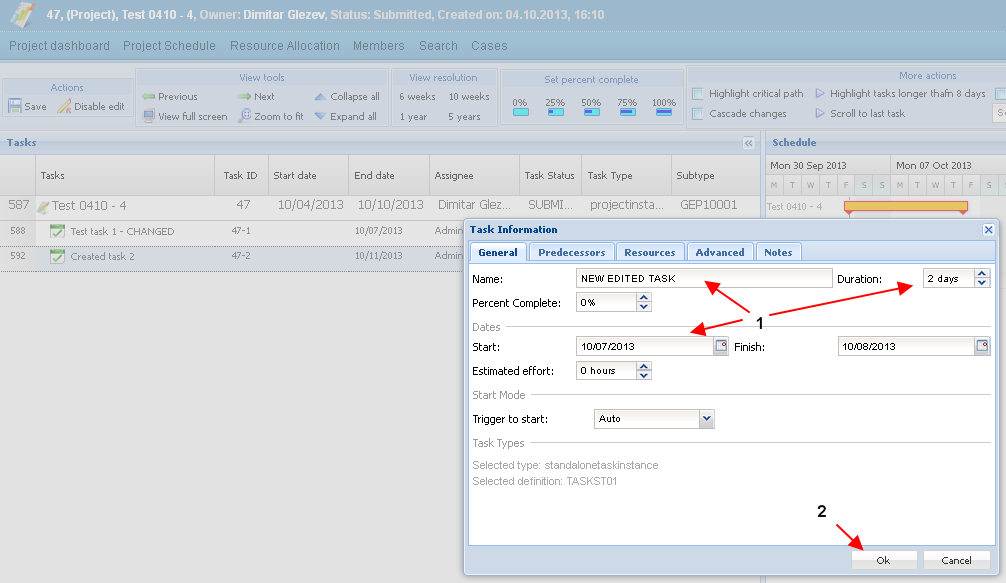 47, (Project), Test 0410 - 4, Owner: Dimitar Glezev, Status: Submitted, Created on: 04.10.2013, 16:10
Project dashboard Project Schedule Resource Allocation Members Search Cases
Actions
Save Disable edit
View tools
Previous Next Collapse all
View full screen Zoom to fit Expand all
View resolution
6 weeks 10 weeks
1 year 5 years
Set percent complete
0% 25% 50% 75% 100%
More actions
Highlight critical path Highlight tasks longer thafn 8 days
Cascade changes Scroll to last task
Tasks
Schedule
Tasks Task ID Start date End date Assignee Task Status Task Type Subtype
Mon 30 Sep 2013 Mon 07 Oct 2013
M T W T F S S M T W T F S
587 Test 0410 - 4 47 10/04/2013 10/10/2013 Dimitar Glez... SUBMI... projectinsta... GEP10001
Test 0410 - 4
588 Test task 1 - CHANGED 47-1 10/07/2013 Admin
592 Created task 2 47-2 10/11/2013 Admin
Task Information
General Predecessors Resources Advanced Notes
Name: NEW EDITED TASK Duration: 2 days
Percent Complete: 0%
1
Dates
Start: 10/07/2013 Finish: 10/08/2013
Estimated effort: 0 hours
Start Mode
Trigger to start: Auto
Task Types
Selected type: standalonetaskinstance
Selected definition: TASKST01
2
Ok Cancel